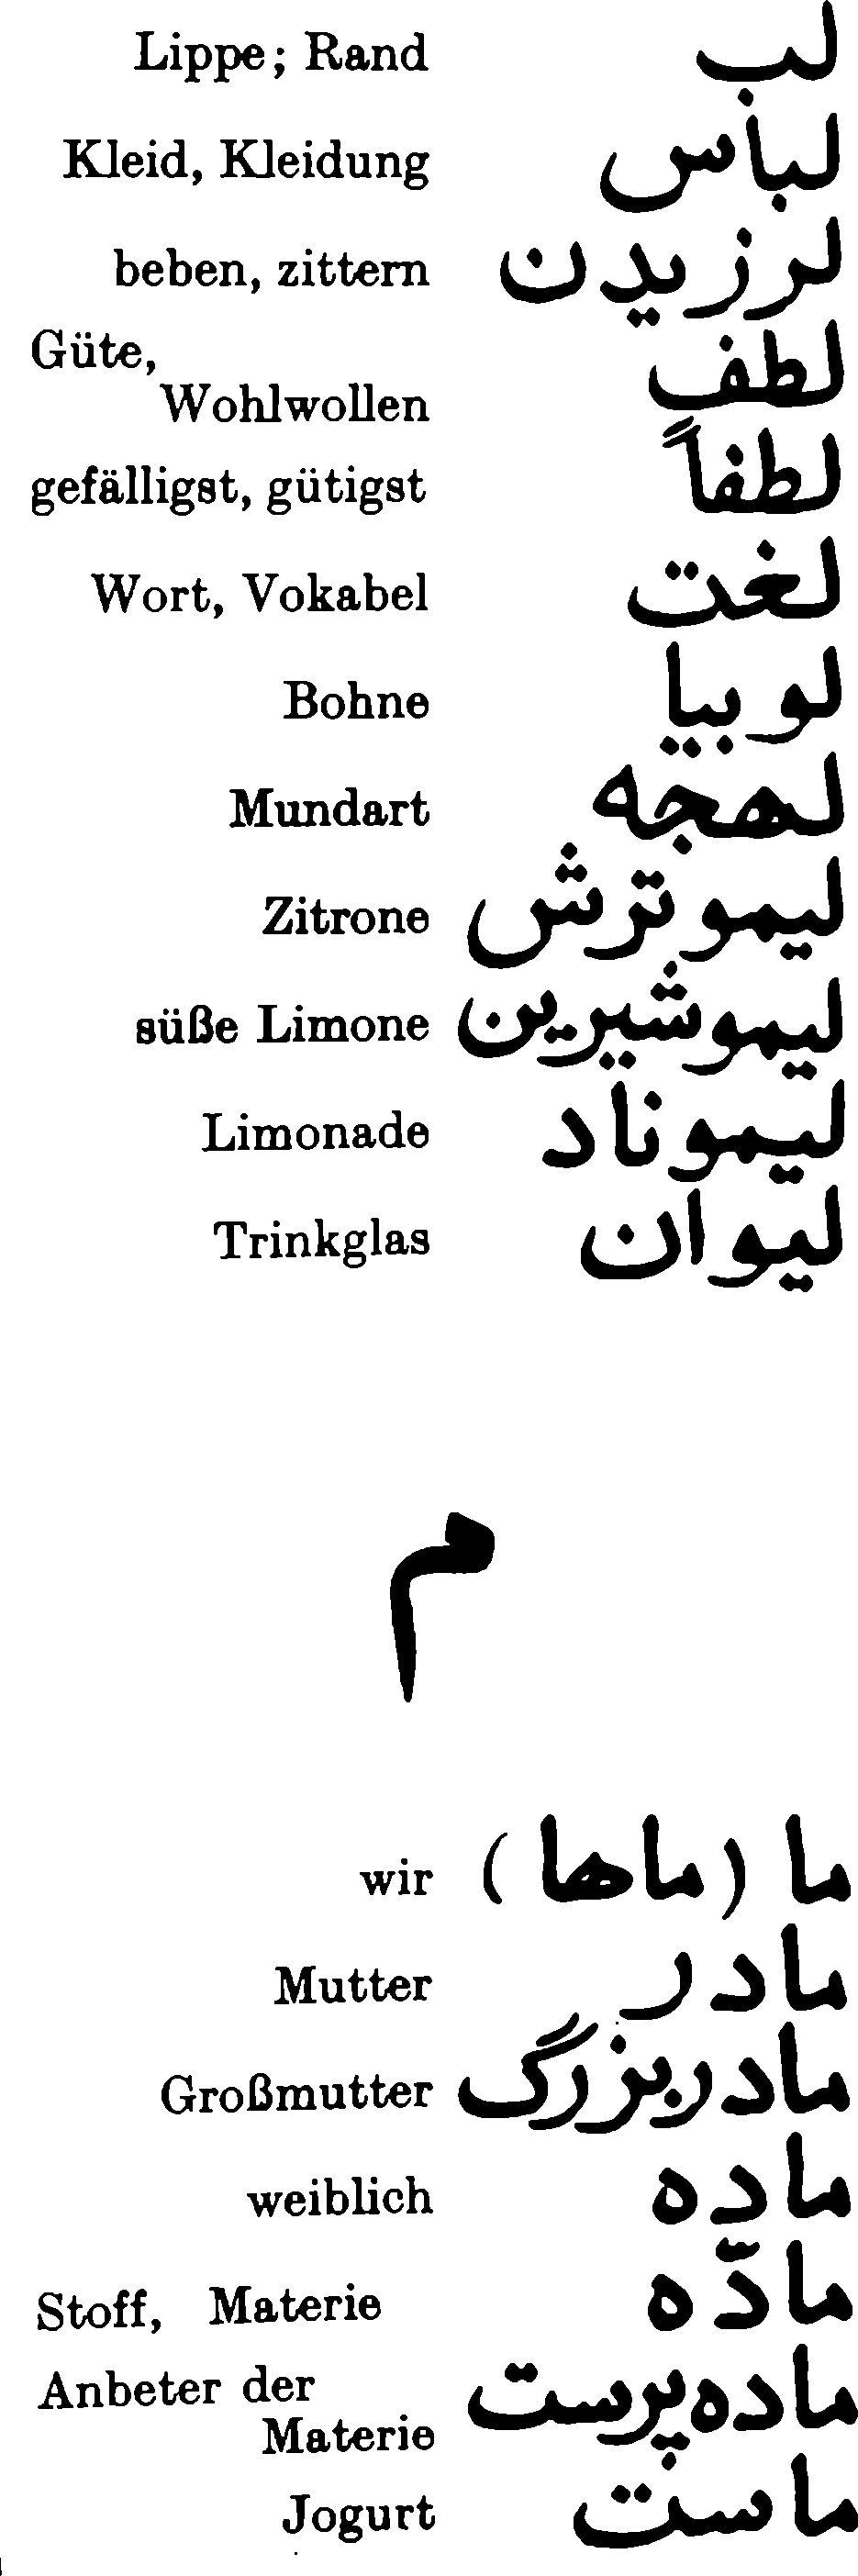 Lippe; Rand لب
Kleid, Kleidung لباس
beben, zittern لرزیدن
Güte,
Wohlwollen لطف
gefälligst, gütigst لطفاً
Wort, Vokabel لغت
Bohne لوبیا
Mundart لهجه
Zitrone لیموترش
süße Limone لیموشیرین
Limonade لیموناد
Trinkglas لیوان
م
wir ما (ماها)
Mutter مادر
Großmutter مادربزرگ
weiblich ماده
Stoff, Materie مادّه
Anbeter der
Materie ماده‌پرست
Jogurt ماست